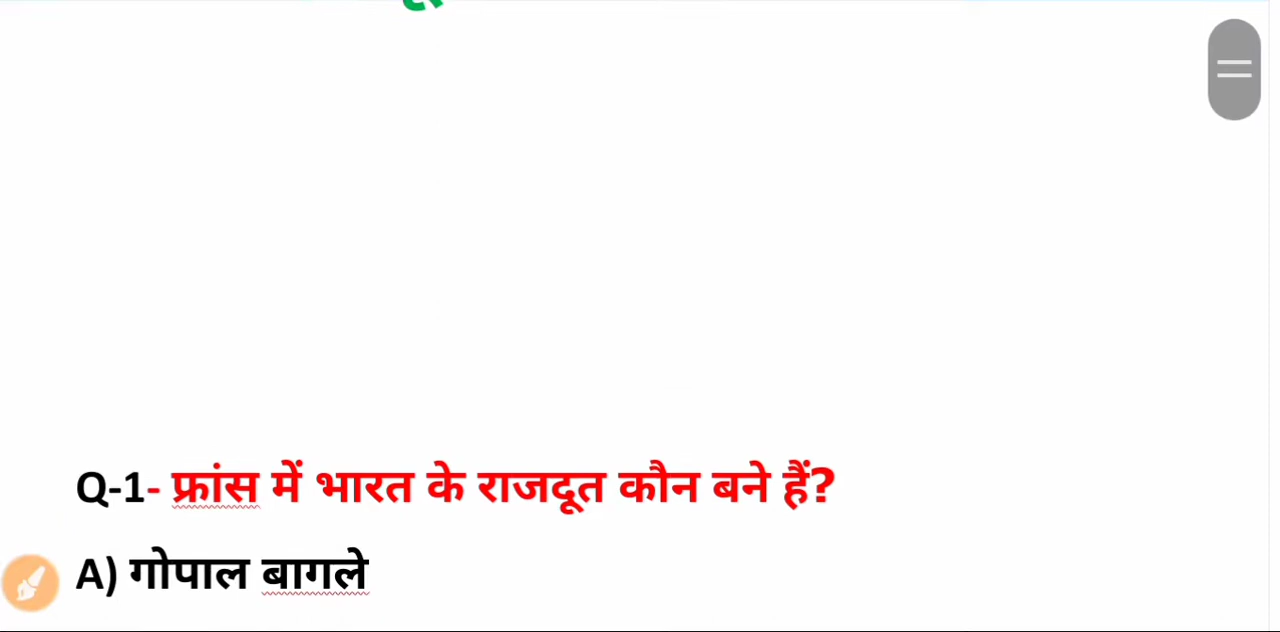 Q-1- फ्रांस में भारत के राजदूत कौन बने हैं?
A) गोपाल बागले